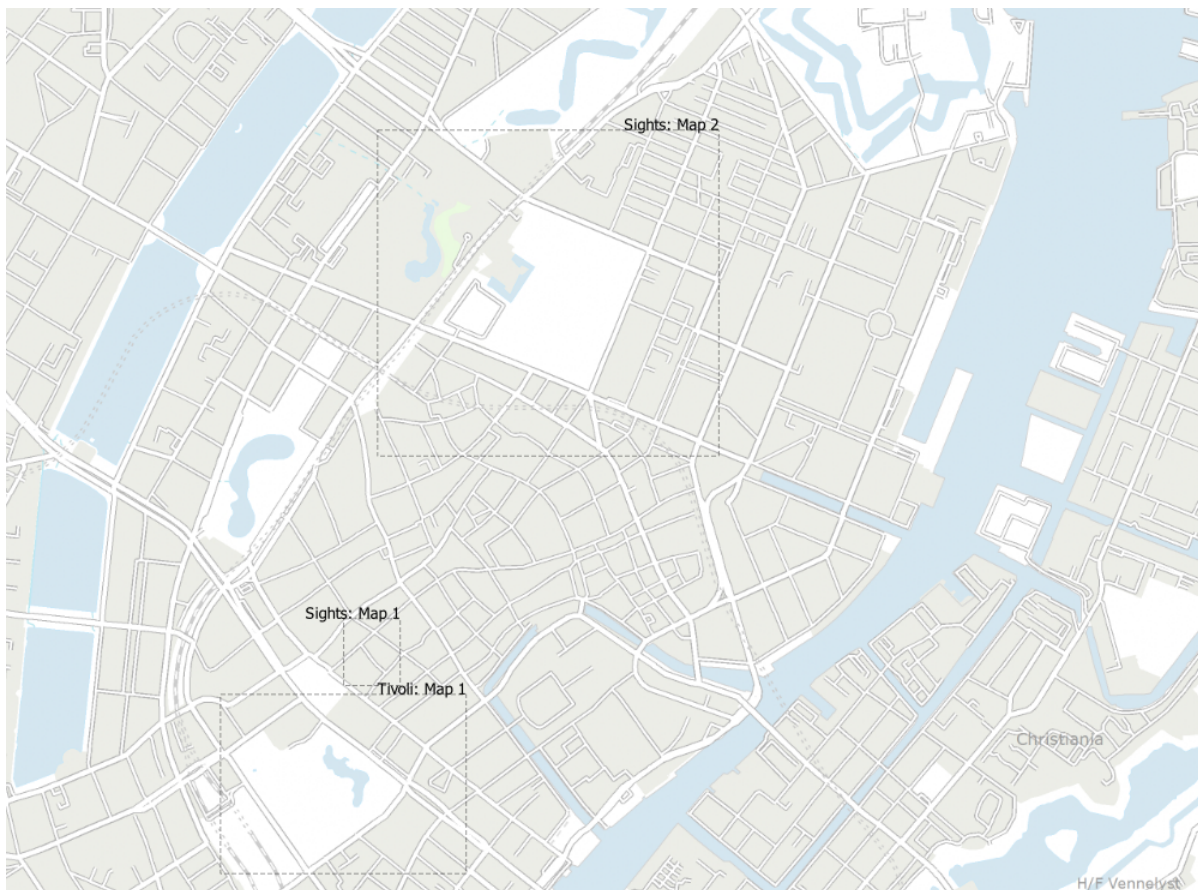 Sights: Map 2
Sights: Map 1
Tivoli: Map 1
Christiania
H/F Vennelyst